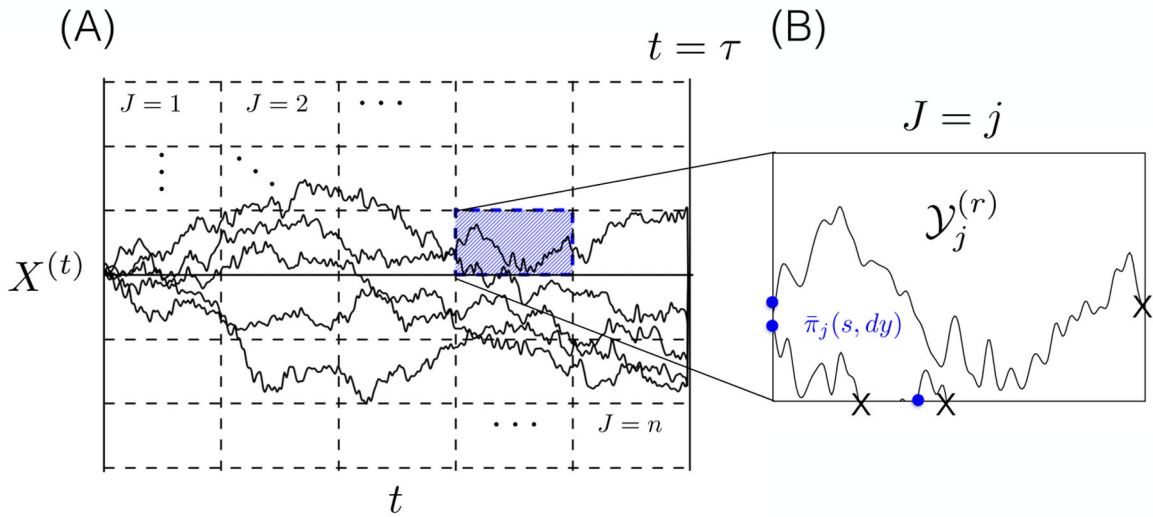 (A)
t = τ
(B)
J = 1
J = 2
· · ·
J = j
𝒴_j^{(r)}
X^{(t)}
π̄_j(s, dy)
· · ·
J = n
t